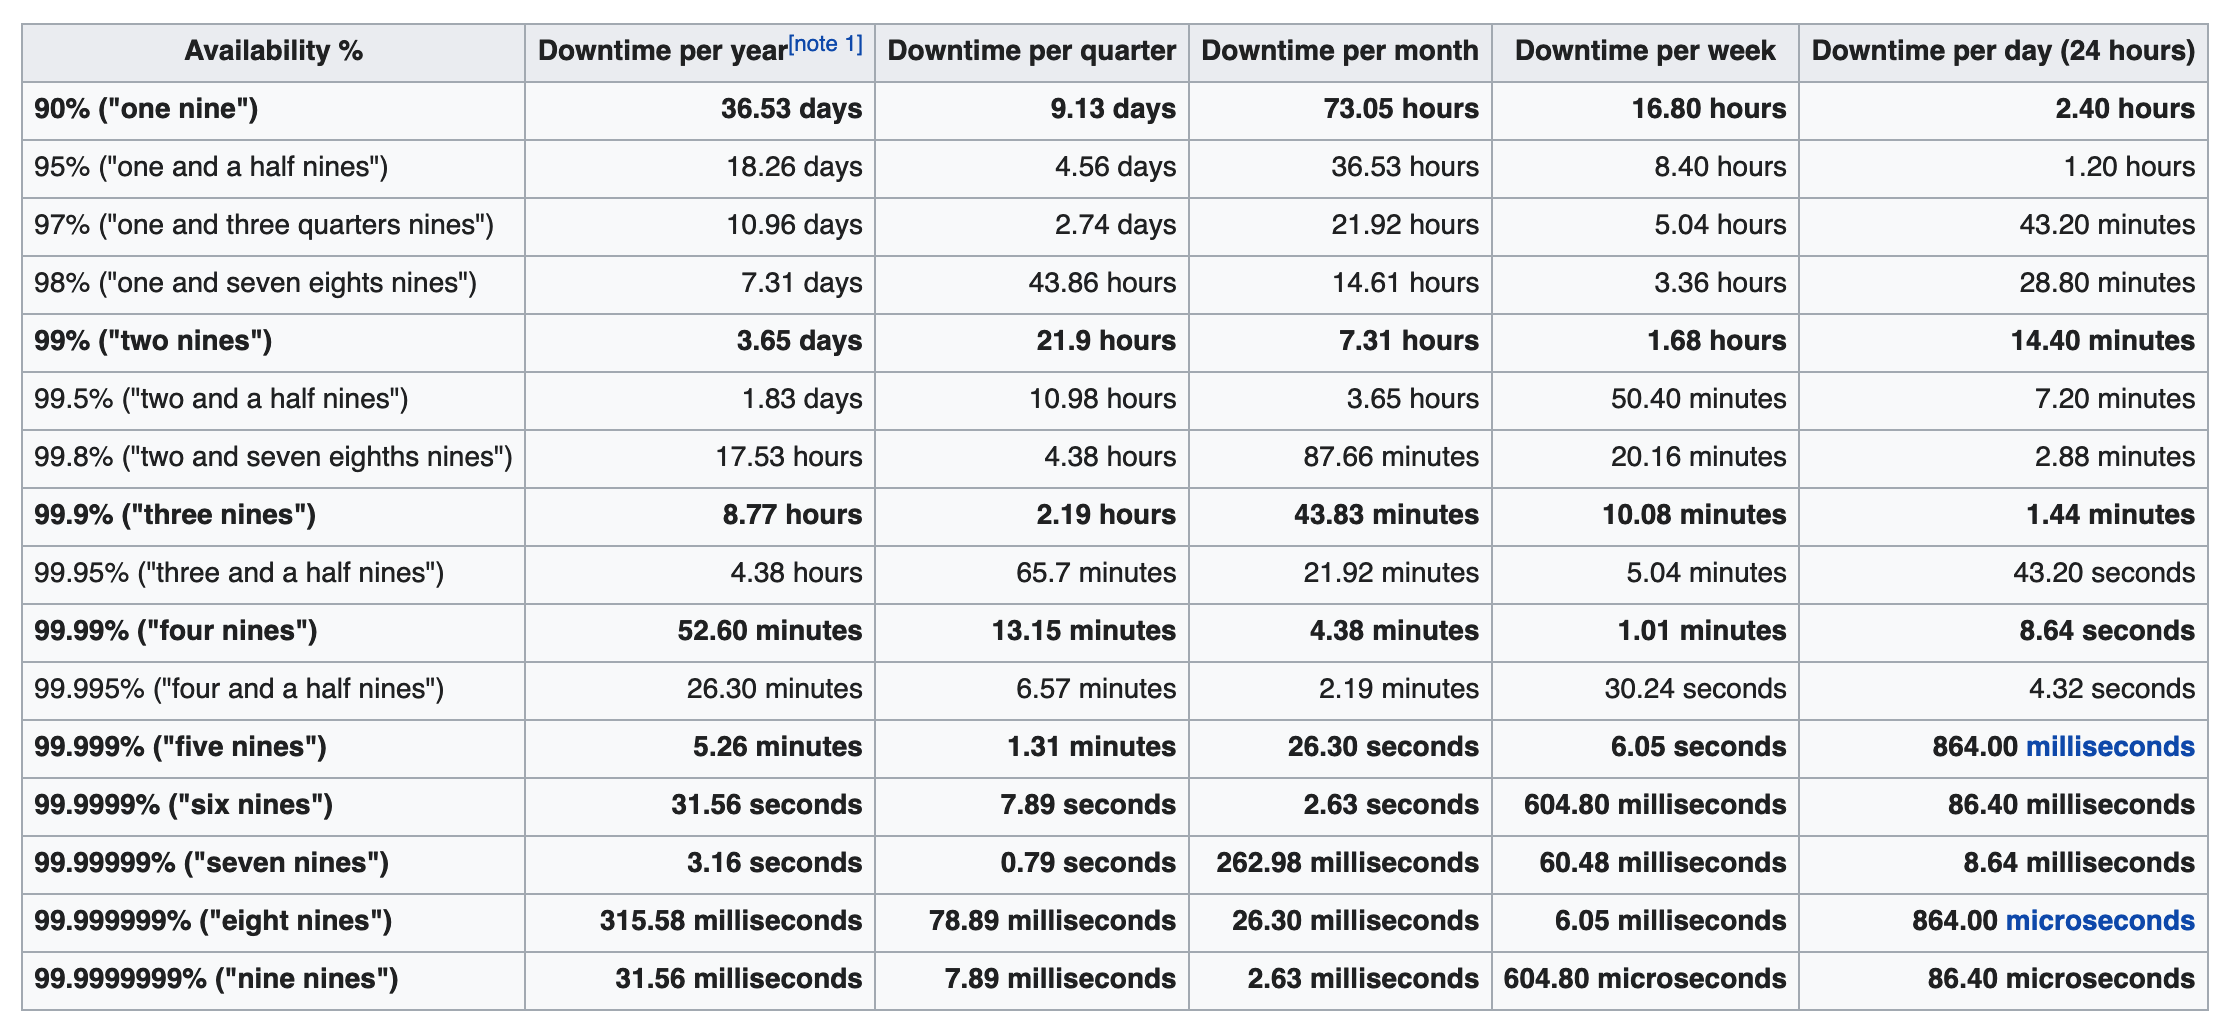 Availability % Downtime per year[note 1] Downtime per quarter Downtime per month Downtime per week Downtime per day (24 hours)
90% ("one nine") 36.53 days 9.13 days 73.05 hours 16.80 hours 2.40 hours
95% ("one and a half nines") 18.26 days 4.56 days 36.53 hours 8.40 hours 1.20 hours
97% ("one and three quarters nines") 10.96 days 2.74 days 21.92 hours 5.04 hours 43.20 minutes
98% ("one and seven eights nines") 7.31 days 43.86 hours 14.61 hours 3.36 hours 28.80 minutes
99% ("two nines") 3.65 days 21.9 hours 7.31 hours 1.68 hours 14.40 minutes
99.5% ("two and a half nines") 1.83 days 10.98 hours 3.65 hours 50.40 minutes 7.20 minutes
99.8% ("two and seven eighths nines") 17.53 hours 4.38 hours 87.66 minutes 20.16 minutes 2.88 minutes
99.9% ("three nines") 8.77 hours 2.19 hours 43.83 minutes 10.08 minutes 1.44 minutes
99.95% ("three and a half nines") 4.38 hours 65.7 minutes 21.92 minutes 5.04 minutes 43.20 seconds
99.99% ("four nines") 52.60 minutes 13.15 minutes 4.38 minutes 1.01 minutes 8.64 seconds
99.995% ("four and a half nines") 26.30 minutes 6.57 minutes 2.19 minutes 30.24 seconds 4.32 seconds
99.999% ("five nines") 5.26 minutes 1.31 minutes 26.30 seconds 6.05 seconds 864.00 milliseconds
99.9999% ("six nines") 31.56 seconds 7.89 seconds 2.63 seconds 604.80 milliseconds 86.40 milliseconds
99.99999% ("seven nines") 3.16 seconds 0.79 seconds 262.98 milliseconds 60.48 milliseconds 8.64 milliseconds
99.999999% ("eight nines") 315.58 milliseconds 78.89 milliseconds 26.30 milliseconds 6.05 milliseconds 864.00 microseconds
99.9999999% ("nine nines") 31.56 milliseconds 7.89 milliseconds 2.63 milliseconds 604.80 microseconds 86.40 microseconds